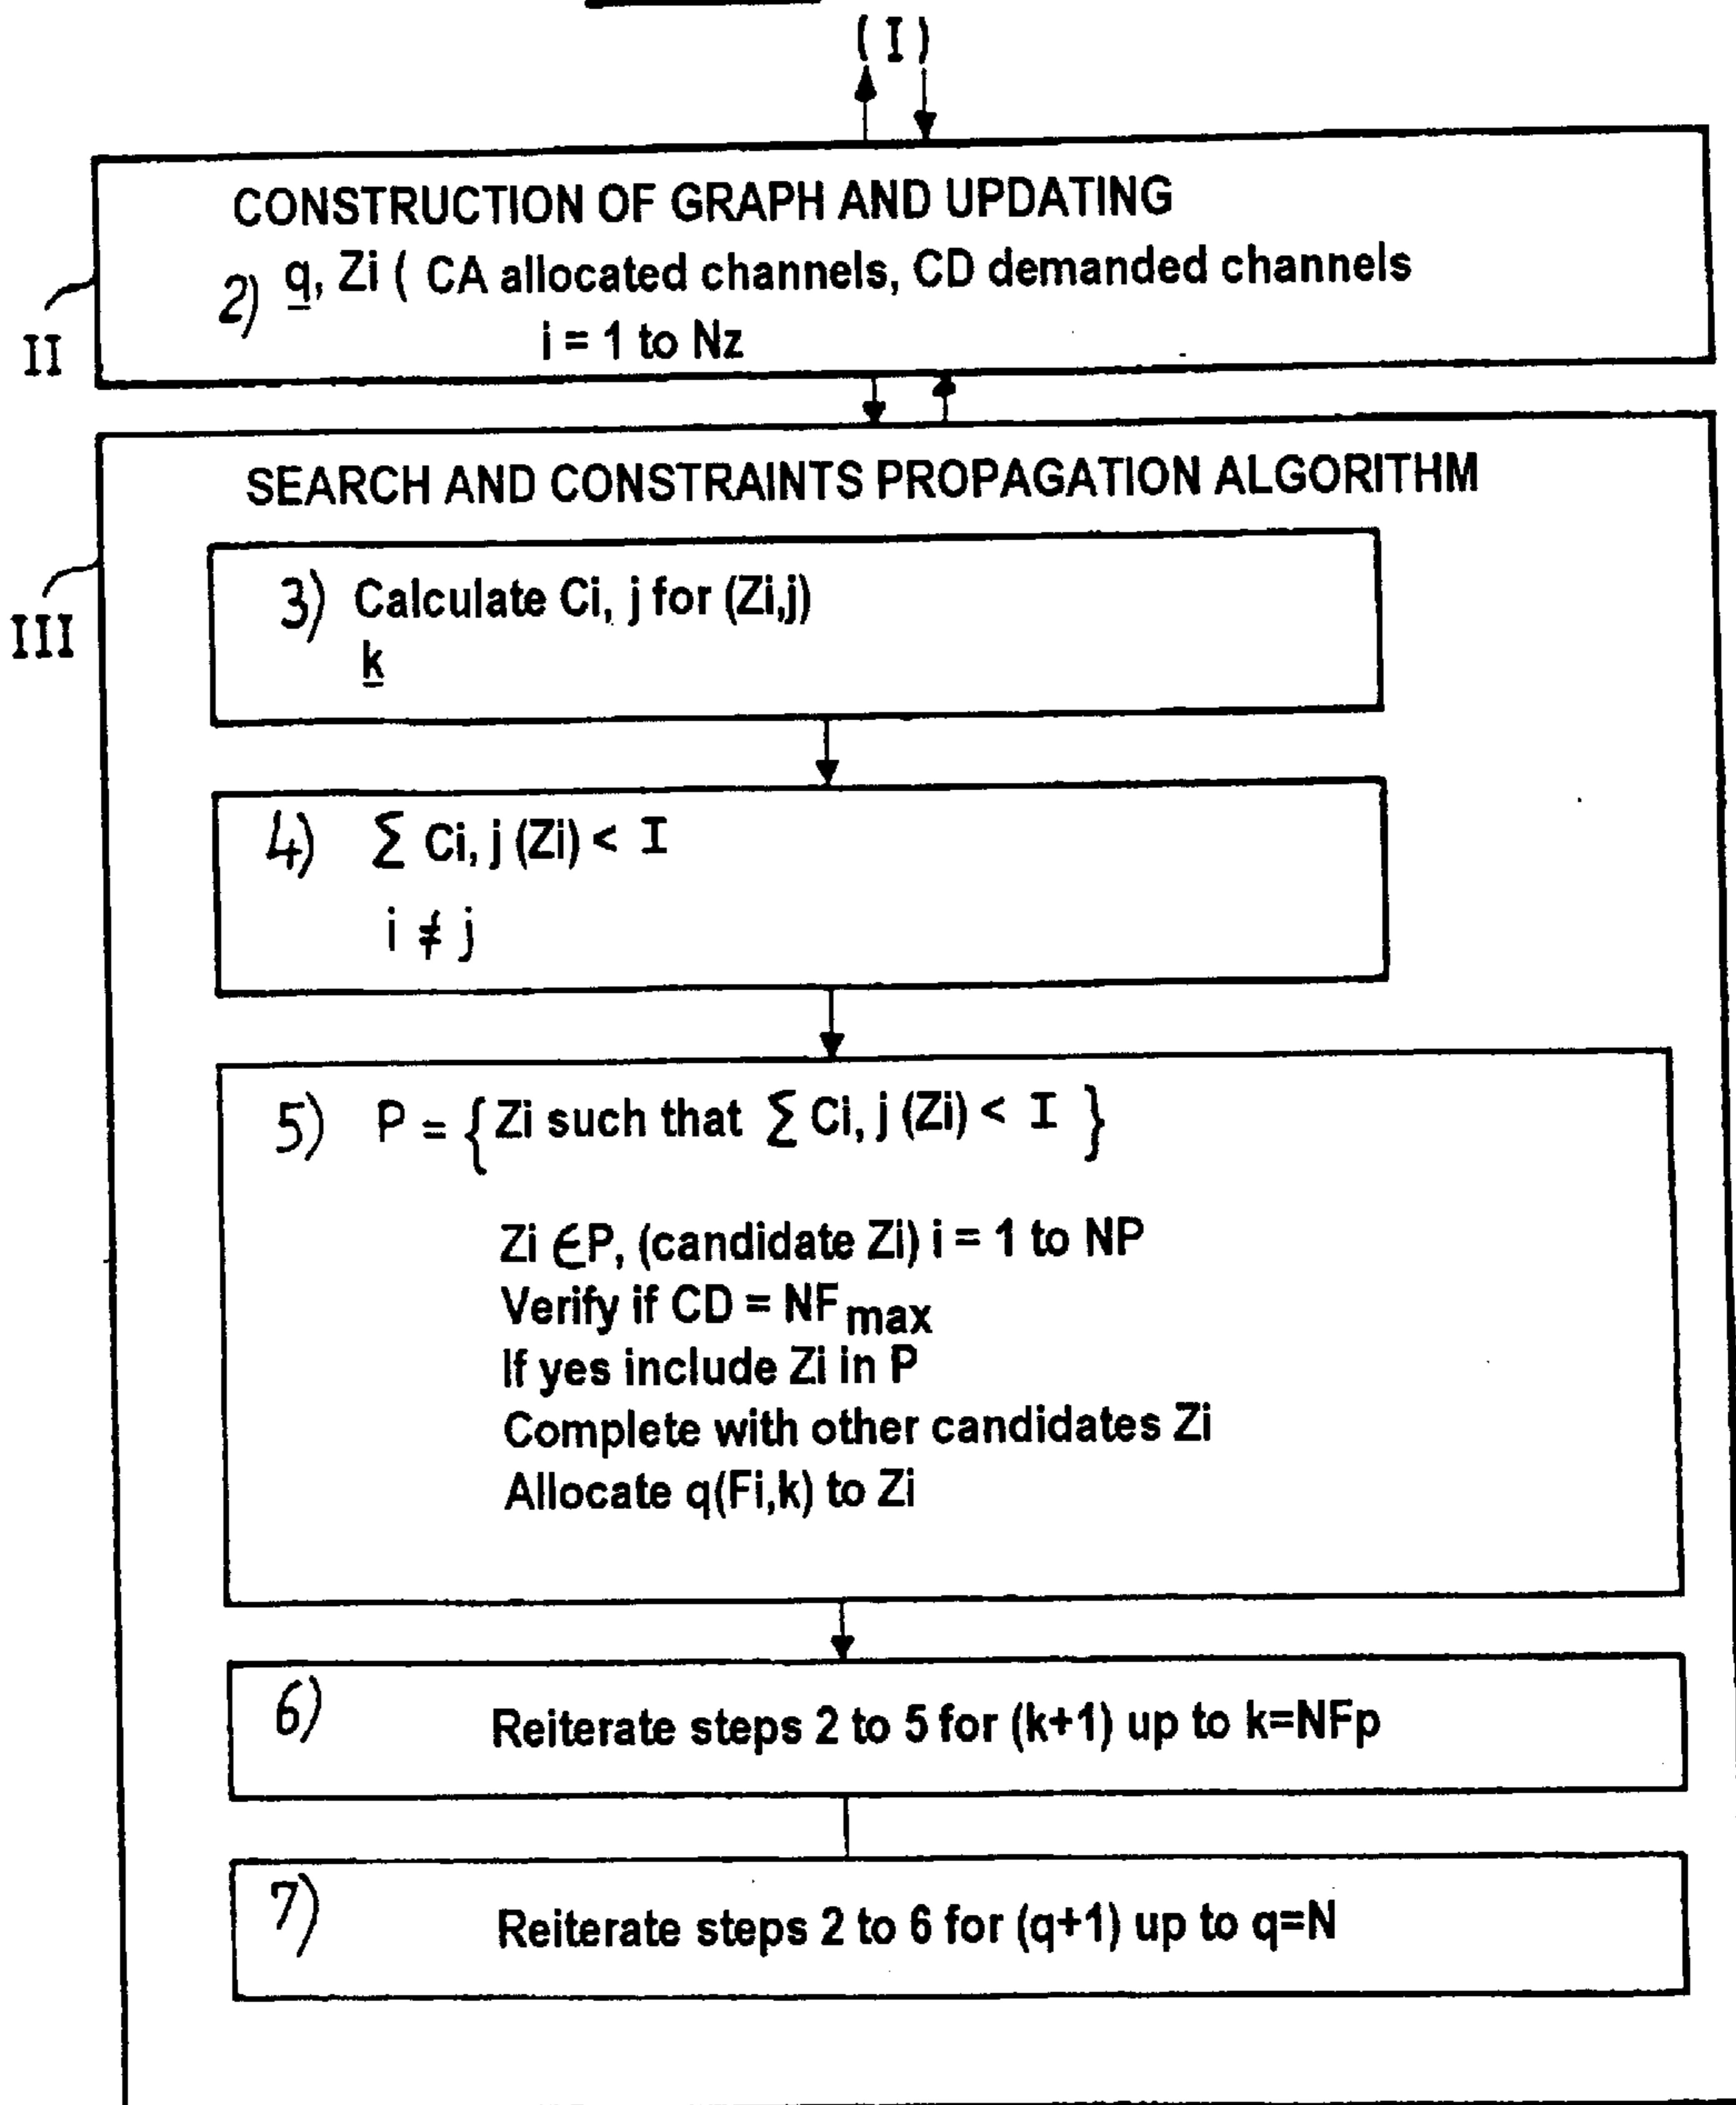 (I)
CONSTRUCTION OF GRAPH AND UPDATING
2) q, Zi ( CA allocated channels, CD demanded channels
i = 1 to Nz
II
SEARCH AND CONSTRAINTS PROPAGATION ALGORITHM
III
3) Calculate Ci, j for (Zi,j)
k
4) Σ Ci, j (Zi) < I
i ≠ j
5) P = { Zi such that Σ Ci, j (Zi) < I }
Zi ∈P, (candidate Zi) i = 1 to NP
Verify if CD = NFmax
If yes include Zi in P
Complete with other candidates Zi
Allocate q(Fi,k) to Zi
6) Reiterate steps 2 to 5 for (k+1) up to k=NFp
7) Reiterate steps 2 to 6 for (q+1) up to q=N